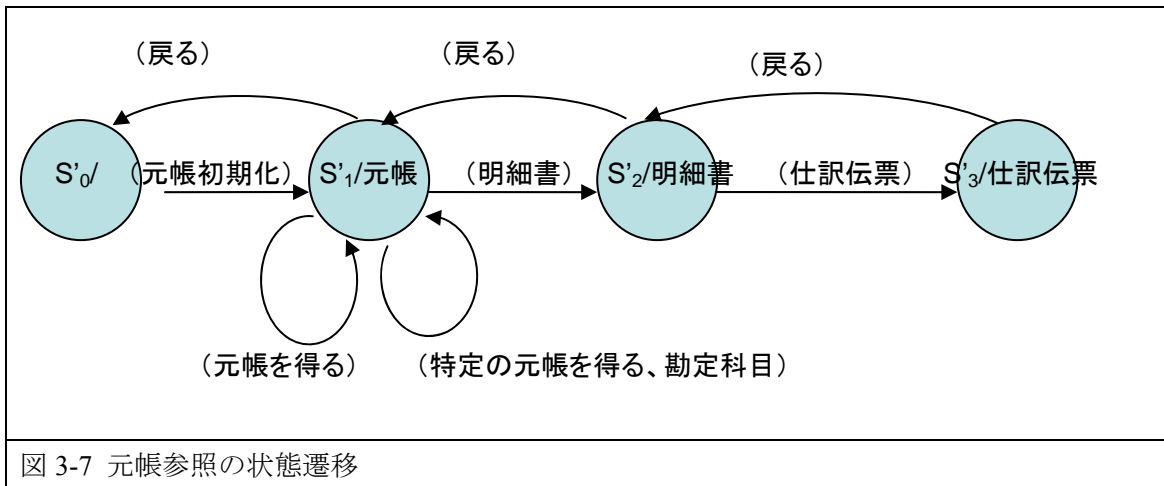 （戻る） （戻る） （戻る）
S'0/ （元帳初期化） S'1/元帳 （明細書） S'2/明細書 （仕訳伝票） S'3/仕訳伝票
（元帳を得る） （特定の元帳を得る、勘定科目）
図 3-7 元帳参照の状態遷移